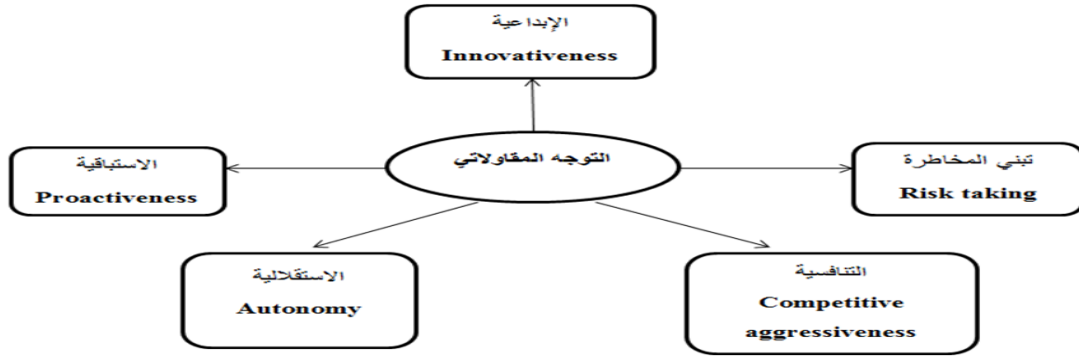 الإبداعية
Innovativeness
التوجه المقاولاتي
الاستباقية
Proactiveness
تبني المخاطرة
Risk taking
الاستقلالية
Autonomy
التنافسية
Competitive
aggressiveness